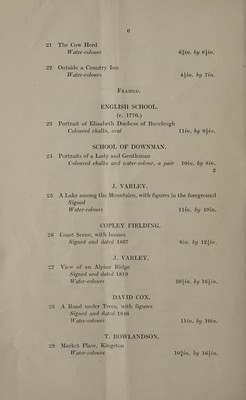 6
21 The Cow Herd
Water-colours 6¾in. by 8¼in.
22 Outside a Country Inn
Water-colours 4½in. by 7in.
Framed.
ENGLISH SCHOOL.
(c. 1770.)
23 Portrait of Elizabeth Duchess of Buccleugh
Coloured chalks, oval 11in. by 8½in.
SCHOOL OF DOWNMAN.
24 Portraits of a Lady and Gentleman
Coloured chalks and water-colour, a pair 10in. by 8in.
2
J. VARLEY.
25 A Lake among the Mountains, with figures in the foreground
Signed
Water-colours 11in. by 19in.
COPLEY FIELDING.
26 Coast Scene, with houses
Signed and dated 1837 8in. by 12¼in.
J. VARLEY.
27 View of an Alpine Ridge
Signed and dated 1819
Water-colours 10½in. by 16½in.
DAVID COX.
28 A Road under Trees, with figures
Signed and dated 1846
Water-colours 11in. by 16in.
T. ROWLANDSON.
29 Market Place, Kingston
Water-colours 10½in. by 16½in.